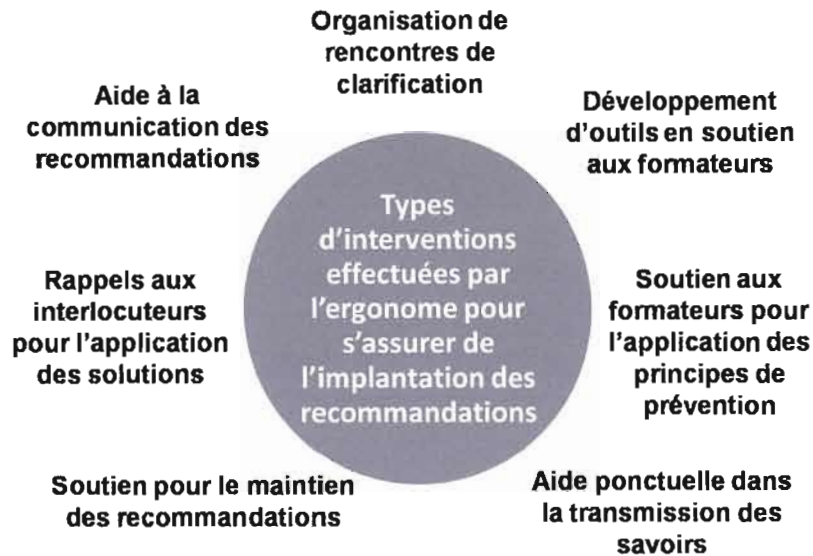 Organisation de
rencontres de
clarification
Aide à la
communication des
recommandations
Développement
d'outils en soutien
aux formateurs
Types
d'interventions
effectuées par
l'ergonome pour
s'assurer de
l'implantation des
recommandations
Rappels aux
interlocuteurs
pour l'application
des solutions
Soutien aux
formateurs pour
l'application des
principes de
prévention
Soutien pour le maintien
des recommandations
Aide ponctuelle dans
la transmission des
savoirs